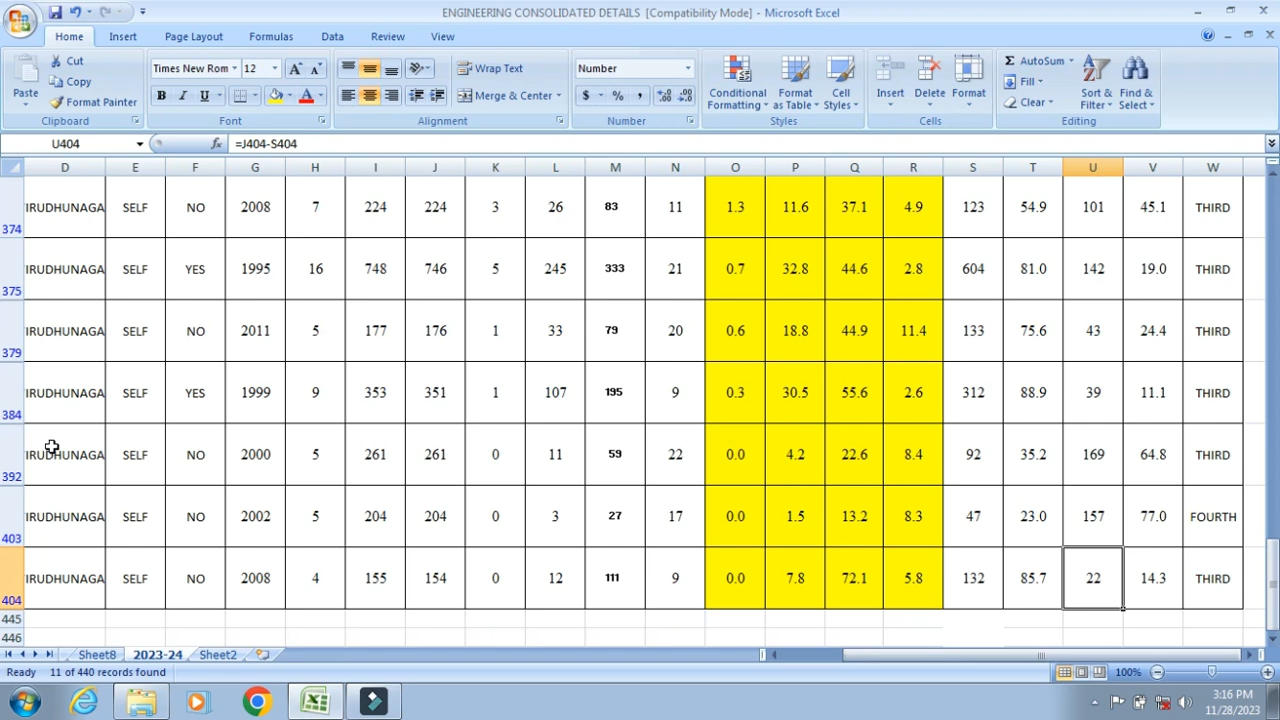 ENGINEERING CONSOLIDATED DETAILS [Compatibility Mode] - Microsoft Excel
Home Insert Page Layout Formulas Data Review View
Paste Cut Times New Rom 12 Wrap Text Number Conditional Formatting Format as Table Cell Styles Insert Delete Format AutoSum Sort & Filter Find & Select
Copy Fill
Format Painter B I U Merge & Center $ % , Clear
Clipboard Font Alignment Number Styles Cells Editing
U404 fx =J404-S404
D E F G H I J K L M N O P Q R S T U V W
374 IRUDHUNAGA SELF NO 2008 7 224 224 3 26 83 11 1.3 11.6 37.1 4.9 123 54.9 101 45.1 THIRD
375 IRUDHUNAGA SELF YES 1995 16 748 746 5 245 333 21 0.7 32.8 44.6 2.8 604 81.0 142 19.0 THIRD
379 IRUDHUNAGA SELF NO 2011 5 177 176 1 33 79 20 0.6 18.8 44.9 11.4 133 75.6 43 24.4 THIRD
384 IRUDHUNAGA SELF YES 1999 9 353 351 1 107 195 9 0.3 30.5 55.6 2.6 312 88.9 39 11.1 THIRD
392 IRUDHUNAGA SELF NO 2000 5 261 261 0 11 59 22 0.0 4.2 22.6 8.4 92 35.2 169 64.8 THIRD
403 IRUDHUNAGA SELF NO 2002 5 204 204 0 3 27 17 0.0 1.5 13.2 8.3 47 23.0 157 77.0 FOURTH
404 IRUDHUNAGA SELF NO 2008 4 155 154 0 12 111 9 0.0 7.8 72.1 5.8 132 85.7 22 14.3 THIRD
445
446
Sheet8 2023-24 Sheet2
Ready 11 of 440 records found 100%
3:16 PM
11/28/2023